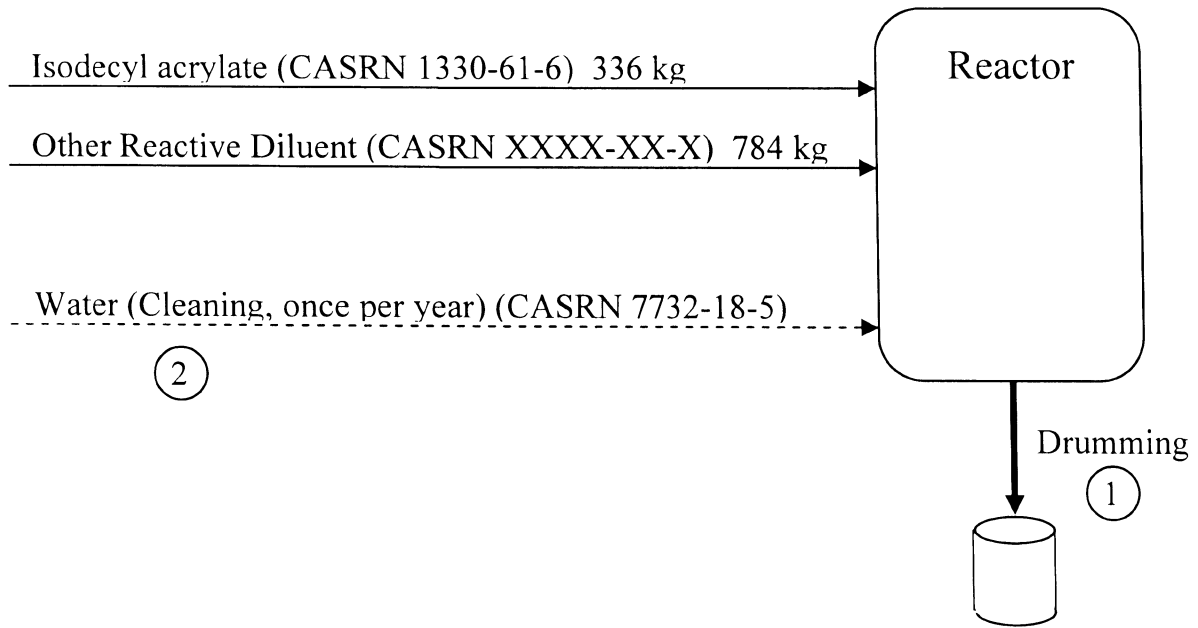 Isodecyl acrylate (CASRN 1330-61-6) 336 kg
Reactor
Other Reactive Diluent (CASRN XXXX-XX-X) 784 kg
Water (Cleaning, once per year) (CASRN 7732-18-5)
2
Drumming
1